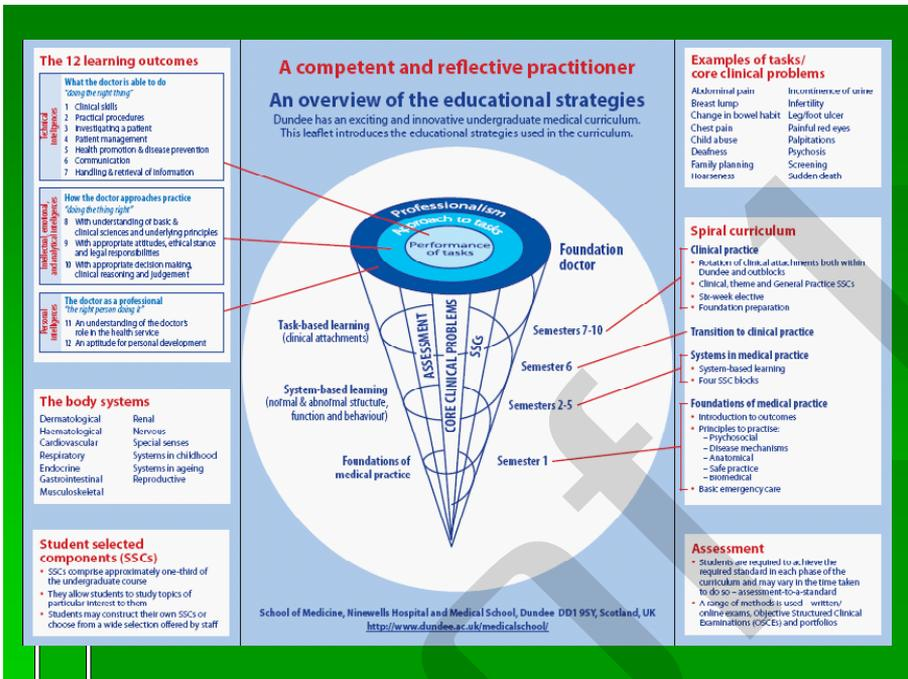 The 12 learning outcomes
What the doctor is able to do
"doing the right thing"
Technical
intelligences
1 Clinical skills
2 Practical procedures
3 Investigating a patient
4 Patient management
5 Health promotion & disease prevention
6 Communication
7 Handling & retrieval of information
How the doctor approaches practice
"doing the thing right"
Intellectual, emotional,
and analytical intelligences
8 With understanding of basic &
clinical sciences and underlying principles
9 With appropriate attitudes, ethical stance
and legal responsibilities
10 With appropriate decision making,
clinical reasoning and judgement
The doctor as a professional
"the right person doing it"
Personal
intelligences
11 An understanding of the doctor's
role in the health service
12 An aptitude for personal development
The body systems
Dermatological
Haematological
Cardiovascular
Respiratory
Endocrine
Gastrointestinal
Musculoskeletal
Renal
Nervous
Special senses
Systems in childhood
Systems in ageing
Reproductive
Student selected
components (SSCs)
• SSCs comprise approximately one-third of
the undergraduate course
• They allow students to study topics of
particular interest to them
• Students may construct their own SSCs or
choose from a wide selection offered by staff
A competent and reflective practitioner
An overview of the educational strategies
Dundee has an exciting and innovative undergraduate medical curriculum.
This leaflet introduces the educational strategies used in the curriculum.
Professionalism
Approach to tasks
Performance
of tasks
Foundation
doctor
Task-based learning
(clinical attachments)
System-based learning
(normal & abnormal structure,
function and behaviour)
Foundations of
medical practice
ASSESSMENT
CORE CLINICAL PROBLEMS
SSCs
Semesters 7-10
Semester 6
Semesters 2-5
Semester 1
School of Medicine, Ninewells Hospital and Medical School, Dundee DD1 9SY, Scotland, UK
http://www.dundee.ac.uk/medicalschool/
Examples of tasks/
core clinical problems
Abdominal pain
Breast lump
Change in bowel habit
Chest pain
Child abuse
Deafness
Family planning
Hoarseness
Incontinence of urine
Infertility
Leg/foot ulcer
Painful red eyes
Palpitations
Psychosis
Screening
Sudden death
Spiral curriculum
Clinical practice
• Rotation of clinical attachments both within
Dundee and outblocks
• Clinical, theme and General Practice SSCs
• Six-week elective
• Foundation preparation
Transition to clinical practice
Systems in medical practice
• System-based learning
• Four SSC blocks
Foundations of medical practice
• Introduction to outcomes
• Principles to practise:
– Psychosocial
– Disease mechanisms
– Anatomical
– Safe practice
– Biomedical
• Basic emergency care
Assessment
• Students are required to achieve the
required standard in each phase of the
curriculum and may vary in the time taken
to do so – assessment-to-a-standard
• A range of methods is used – written/
online exams, Objective Structured Clinical
Examinations (OSCEs) and portfolios